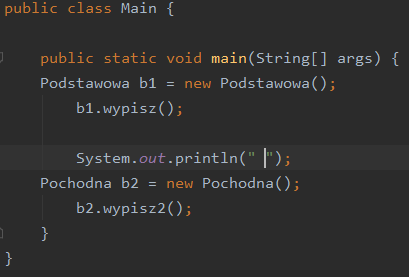 public class Main {
public static void main(String[] args) {
Podstawowa b1 = new Podstawowa();
b1.wypisz();
System.out.println(" ");
Pochodna b2 = new Pochodna();
b2.wypisz2();
}
}